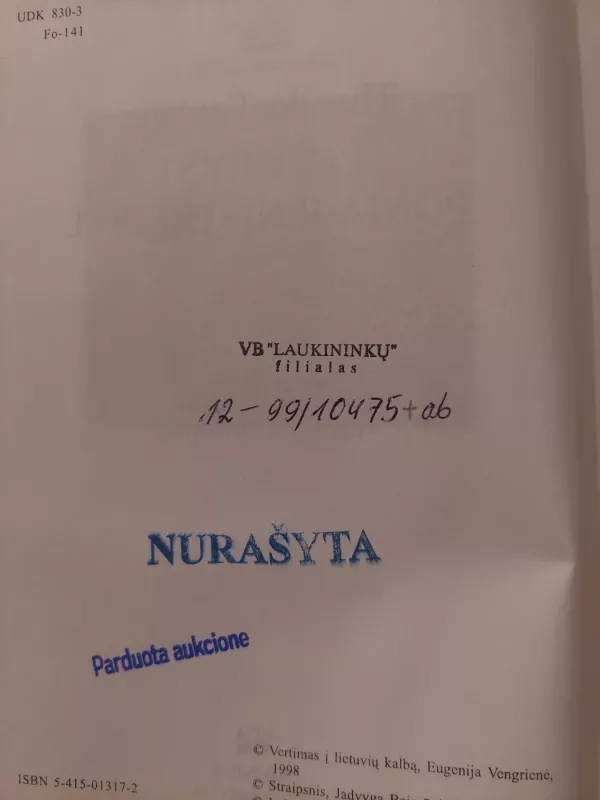 UDK 830-3
Fo-141
VB "LAUKININKŲ"
filialas
12-99/10475+ab
NURAŠYTA
Parduota aukcione
© Vertimas į lietuvių kalbą, Eugenija Vengrienė,
1998
ISBN 5-415-01317-2
© Straipsnis, Jadvyga